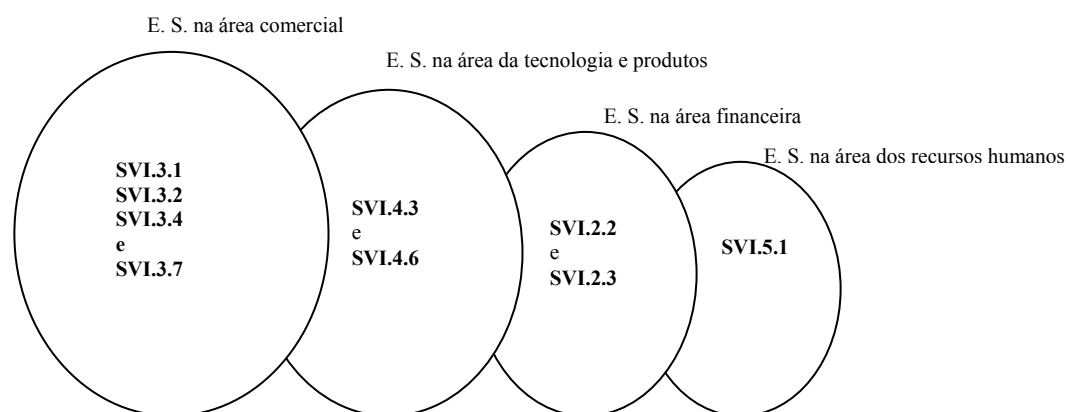 E. S. na área comercial
E. S. na área da tecnologia e produtos
E. S. na área financeira
E. S. na área dos recursos humanos
SVI.3.1
SVI.3.2
SVI.3.4
e
SVI.3.7
SVI.4.3
e
SVI.4.6
SVI.2.2
e
SVI.2.3
SVI.5.1